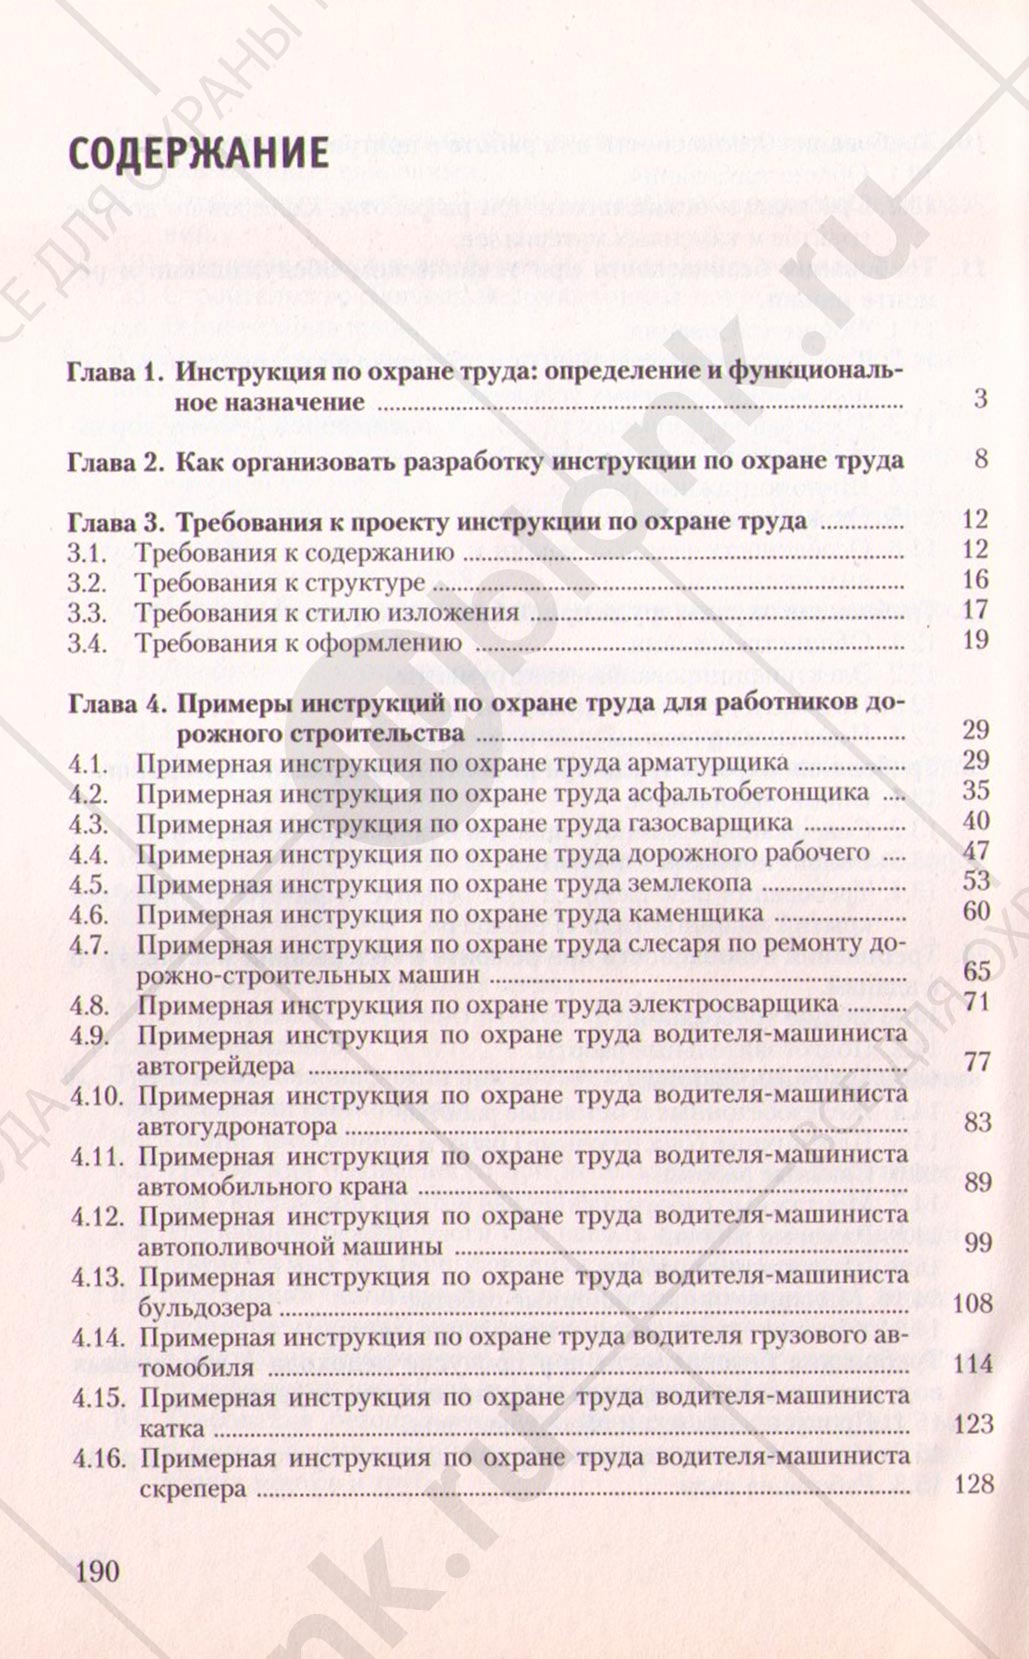 СОДЕРЖАНИЕ
Глава 1. Инструкция по охране труда: определение и функциональ-
ное назначение ........ 3
Глава 2. Как организовать разработку инструкции по охране труда 8
Глава 3. Требования к проекту инструкции по охране труда ........ 12
3.1. Требования к содержанию ........ 12
3.2. Требования к структуре ........ 16
3.3. Требования к стилю изложения ........ 17
3.4. Требования к оформлению ........ 19
Глава 4. Примеры инструкций по охране труда для работников до-
рожного строительства ........ 29
4.1. Примерная инструкция по охране труда арматурщика ........ 29
4.2. Примерная инструкция по охране труда асфальтобетонщика .... 35
4.3. Примерная инструкция по охране труда газосварщика ........ 40
4.4. Примерная инструкция по охране труда дорожного рабочего .... 47
4.5. Примерная инструкция по охране труда землекопа ........ 53
4.6. Примерная инструкция по охране труда каменщика ........ 60
4.7. Примерная инструкция по охране труда слесаря по ремонту до-
рожно-строительных машин ........ 65
4.8. Примерная инструкция по охране труда электросварщика ........ 71
4.9. Примерная инструкция по охране труда водителя-машиниста
автогрейдера ........ 77
4.10. Примерная инструкция по охране труда водителя-машиниста
автогудронатора ........ 83
4.11. Примерная инструкция по охране труда водителя-машиниста
автомобильного крана ........ 89
4.12. Примерная инструкция по охране труда водителя-машиниста
автополивочной машины ........ 99
4.13. Примерная инструкция по охране труда водителя-машиниста
бульдозера ........ 108
4.14. Примерная инструкция по охране труда водителя грузового ав-
томобиля ........ 114
4.15. Примерная инструкция по охране труда водителя-машиниста
катка ........ 123
4.16. Примерная инструкция по охране труда водителя-машиниста
скрепера ........ 128
190